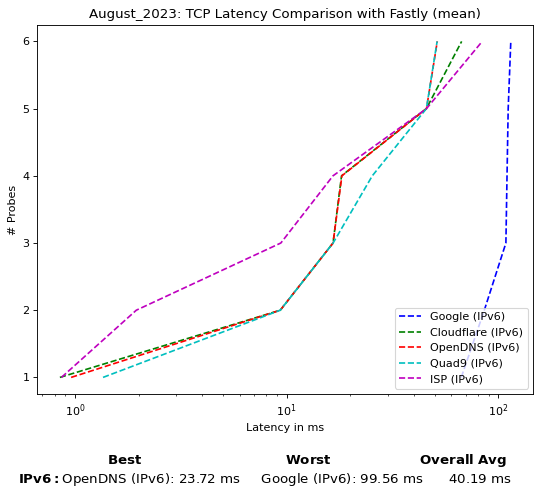 August_2023: TCP Latency Comparison with Fastly (mean)
6
5
4
3
2
1
# Probes
Google (IPv6)
Cloudflare (IPv6)
OpenDNS (IPv6)
Quad9 (IPv6)
ISP (IPv6)
10⁰ 10¹ 10²
Latency in ms
Best Worst Overall Avg
IPv6: OpenDNS (IPv6): 23.72 ms Google (IPv6): 99.56 ms 40.19 ms